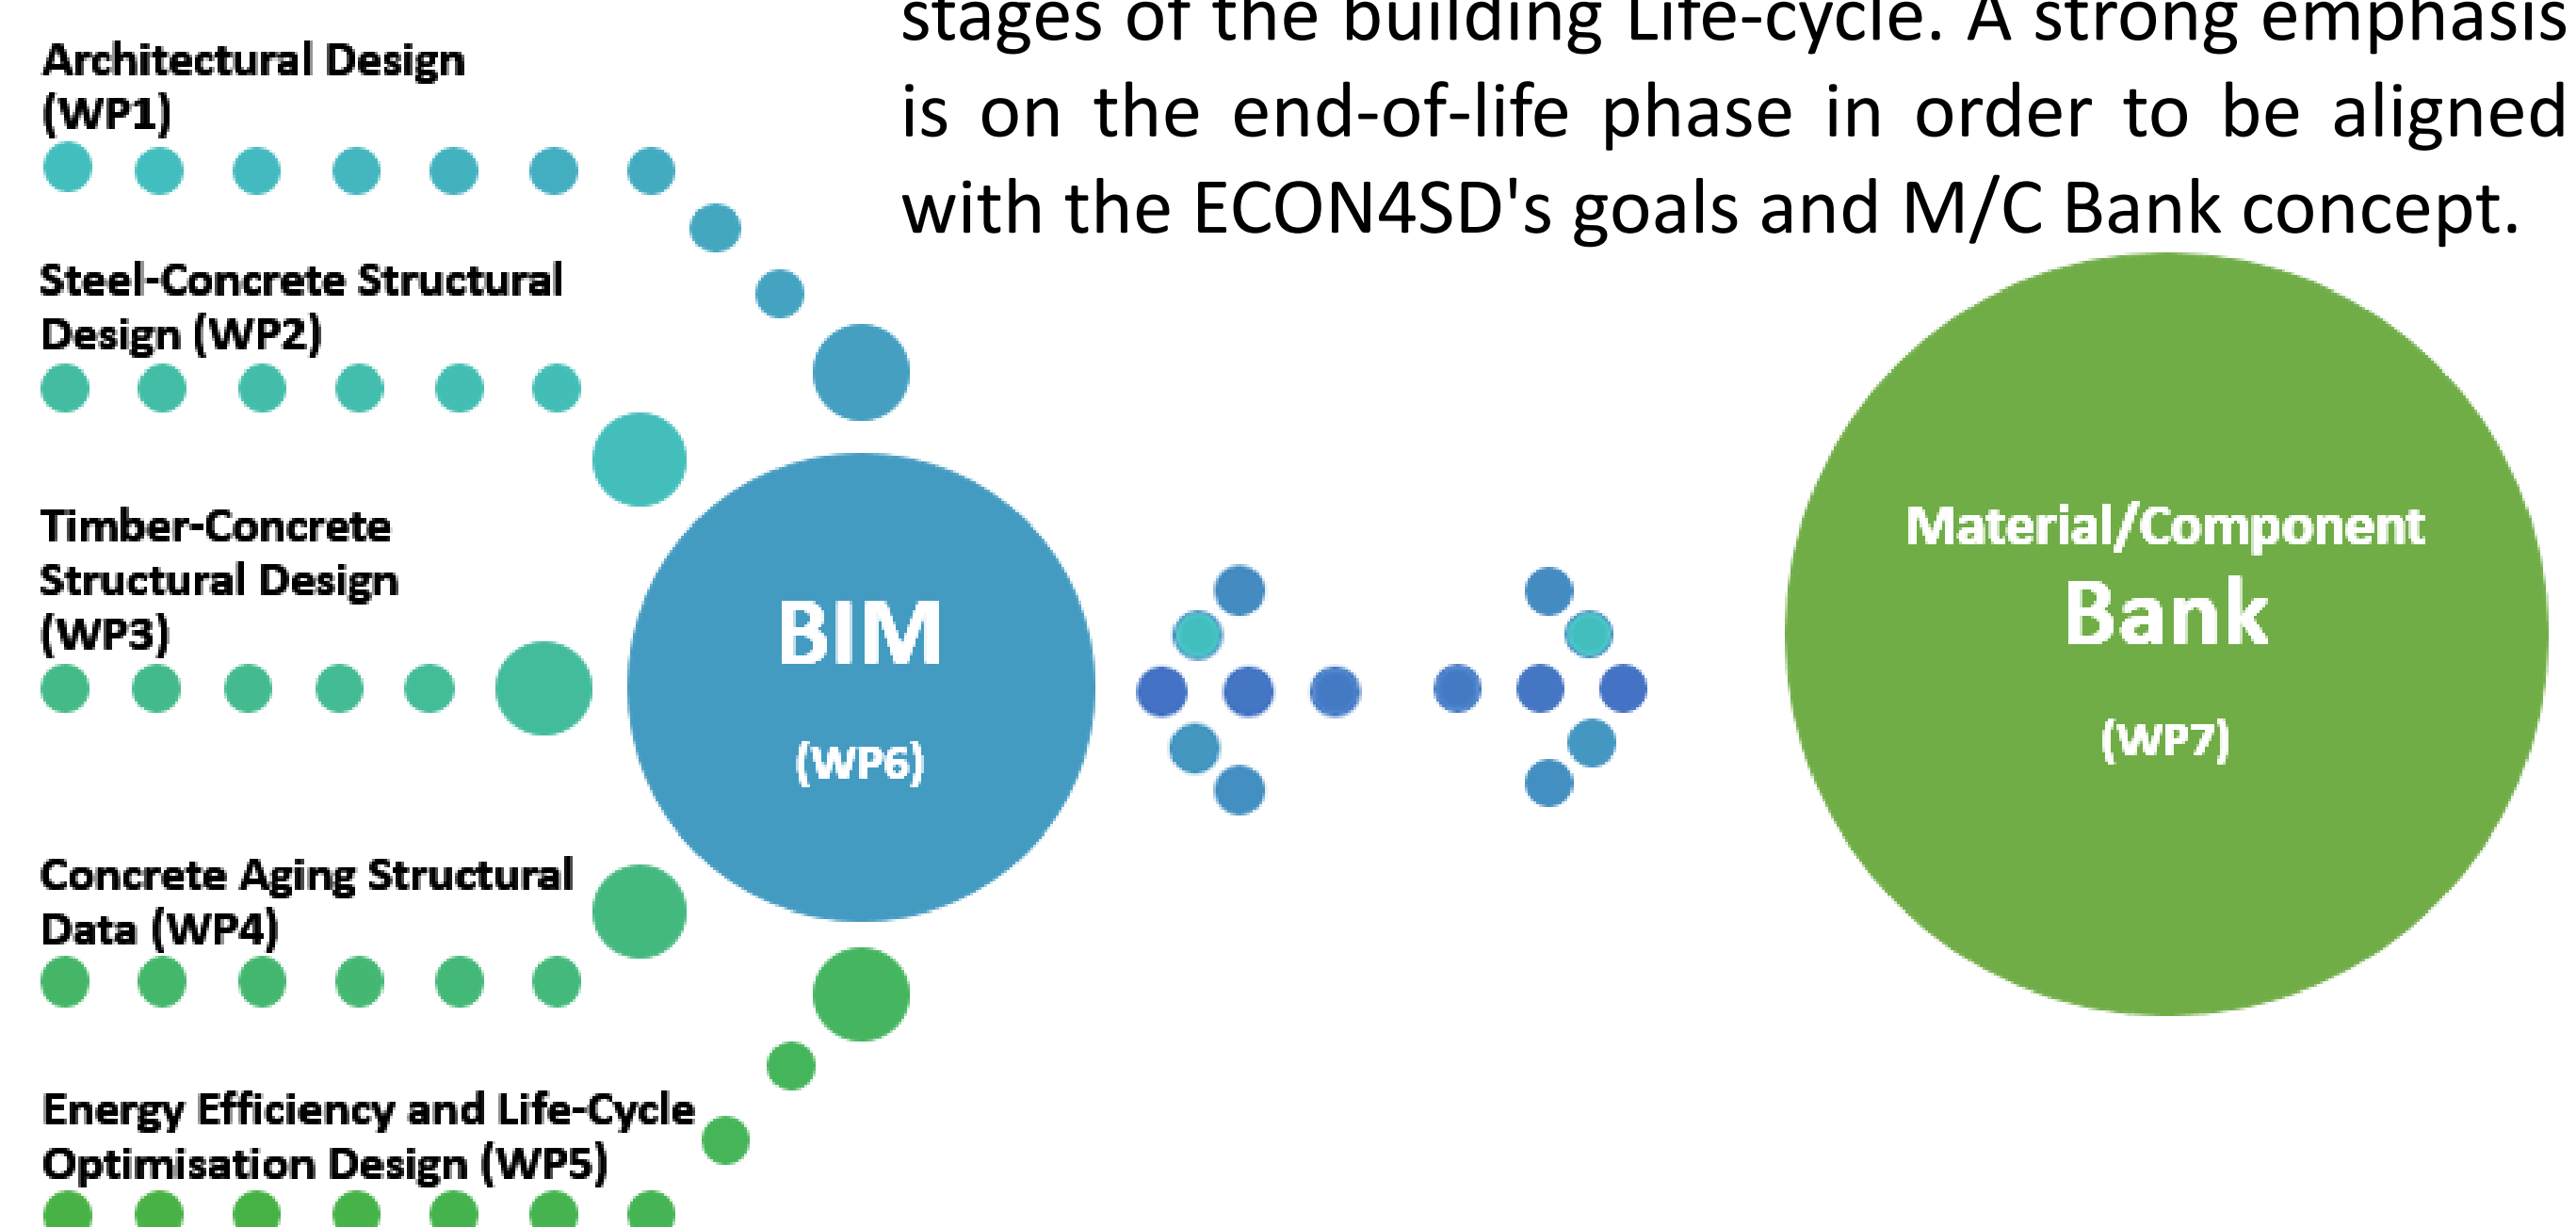 stages of the building Life-cycle. A strong emphasis
is on the end-of-life phase in order to be aligned
with the ECON4SD's goals and M/C Bank concept.
Architectural Design
(WP1)
Steel-Concrete Structural
Design (WP2)
Timber-Concrete
Structural Design
(WP3)
Concrete Aging Structural
Data (WP4)
Energy Efficiency and Life-Cycle
Optimisation Design (WP5)
BIM
(WP6)
Material/Component
Bank
(WP7)